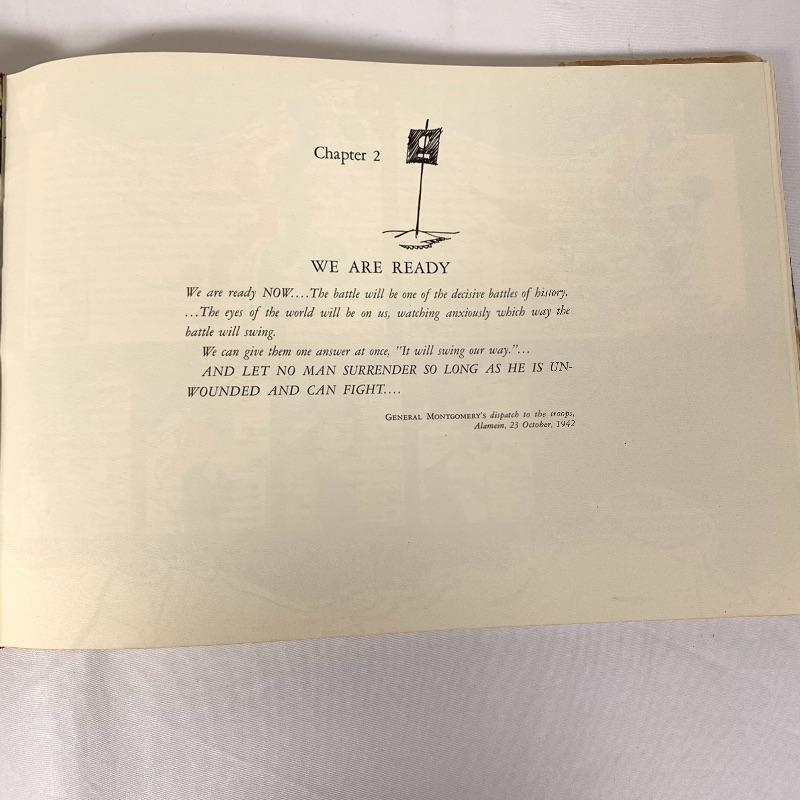 Chapter 2
WE ARE READY
We are ready NOW....The battle will be one of the decisive battles of history.
...The eyes of the world will be on us, watching anxiously which way the
battle will swing.
We can give them one answer at once, "It will swing our way."...
AND LET NO MAN SURRENDER SO LONG AS HE IS UN-
WOUNDED AND CAN FIGHT....
GENERAL MONTGOMERY'S dispatch to the troops,
Alamein, 23 October, 1942